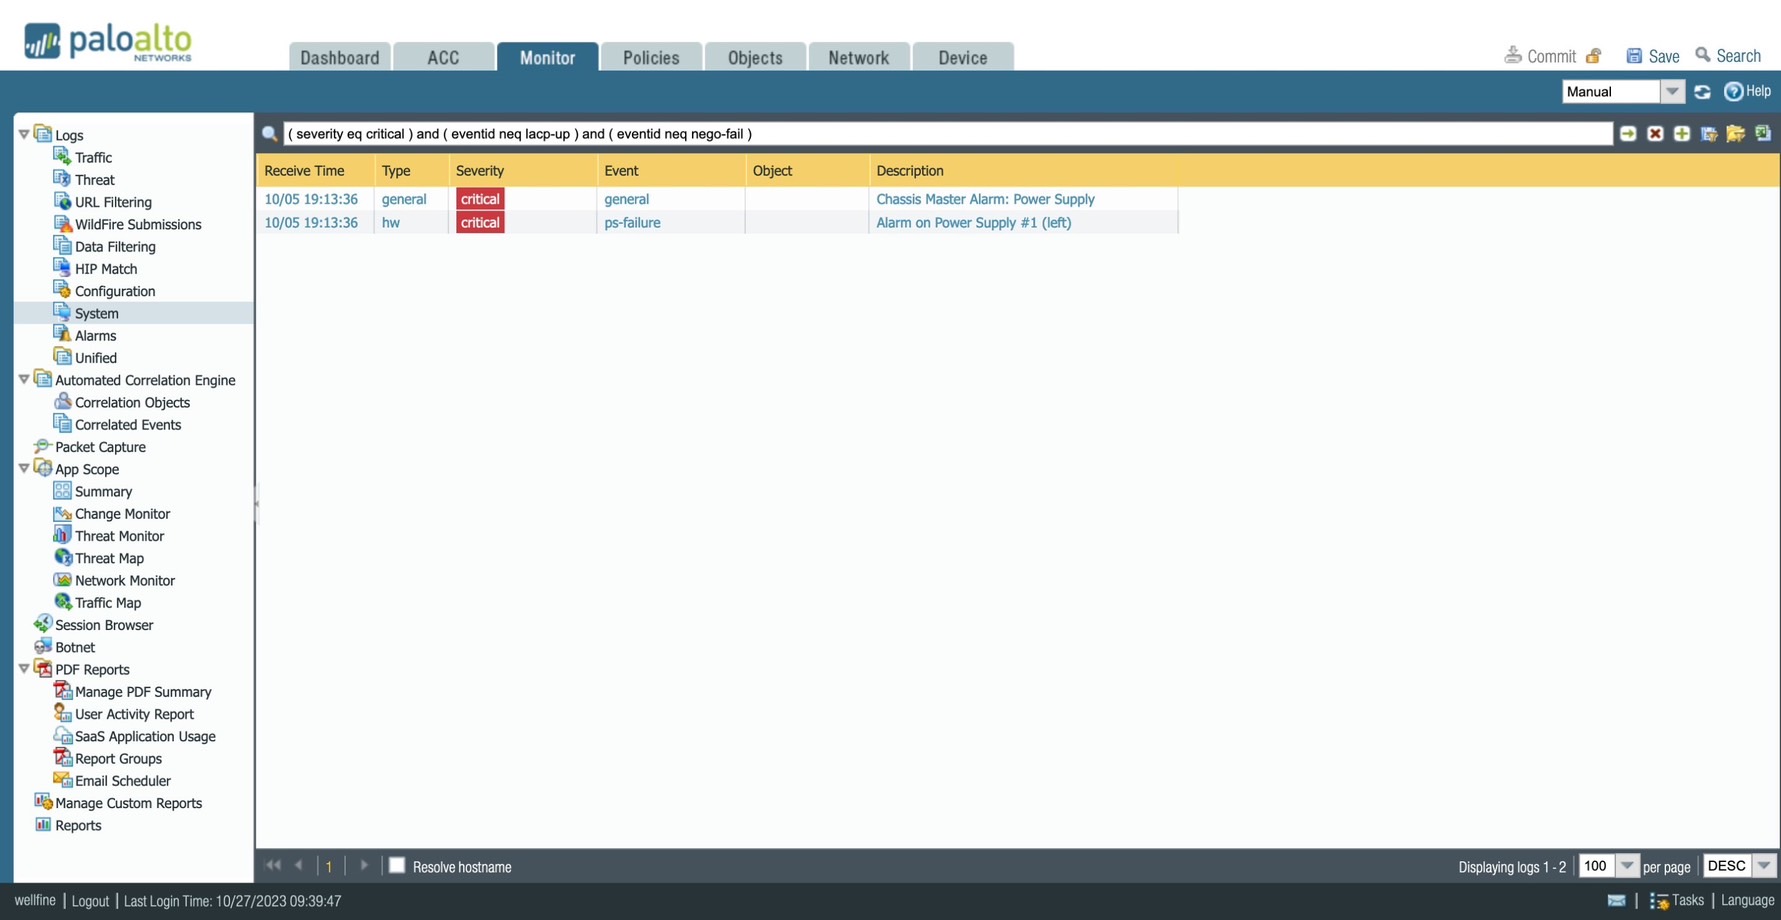 paloalto
NETWORKS
Dashboard ACC Monitor Policies Objects Network Device
Commit Save Search
Manual Help
Logs
Traffic
Threat
URL Filtering
WildFire Submissions
Data Filtering
HIP Match
Configuration
System
Alarms
Unified
Automated Correlation Engine
Correlation Objects
Correlated Events
Packet Capture
App Scope
Summary
Change Monitor
Threat Monitor
Threat Map
Network Monitor
Traffic Map
Session Browser
Botnet
PDF Reports
Manage PDF Summary
User Activity Report
SaaS Application Usage
Report Groups
Email Scheduler
Manage Custom Reports
Reports
( severity eq critical ) and ( eventid neq lacp-up ) and ( eventid neq nego-fail )
Receive Time Type Severity Event Object Description
10/05 19:13:36 general critical general Chassis Master Alarm: Power Supply
10/05 19:13:36 hw critical ps-failure Alarm on Power Supply #1 (left)
1 Resolve hostname Displaying logs 1 - 2 100 per page DESC
wellfine | Logout | Last Login Time: 10/27/2023 09:39:47 | Tasks | Language